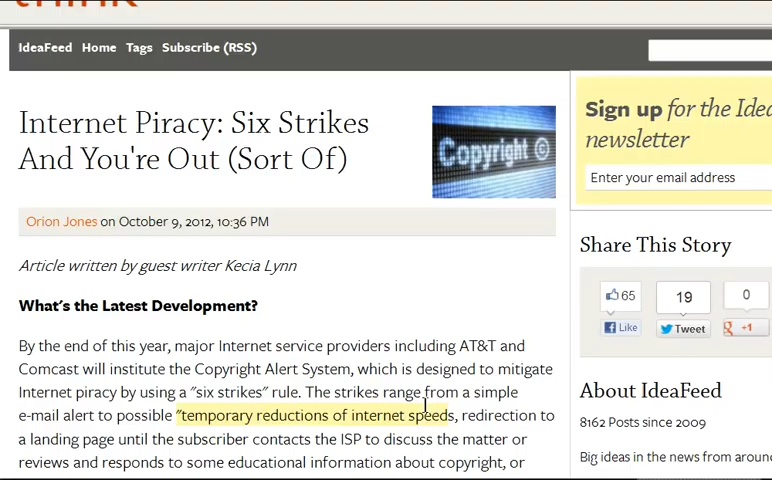 IdeaFeed Home Tags Subscribe (RSS)
Internet Piracy: Six Strikes
And You're Out (Sort Of)
Copyright ©
Orion Jones on October 9, 2012, 10:36 PM
Article written by guest writer Kecia Lynn
What's the Latest Development?
By the end of this year, major Internet service providers including AT&T and
Comcast will institute the Copyright Alert System, which is designed to mitigate
Internet piracy by using a "six strikes" rule. The strikes range from a simple
e-mail alert to possible "temporary reductions of internet speeds, redirection to
a landing page until the subscriber contacts the ISP to discuss the matter or
reviews and responds to some educational information about copyright, or
Sign up for the Idea
newsletter
Enter your email address
Share This Story
65 19 0
Like Tweet +1
About IdeaFeed
8162 Posts since 2009
Big ideas in the news from around